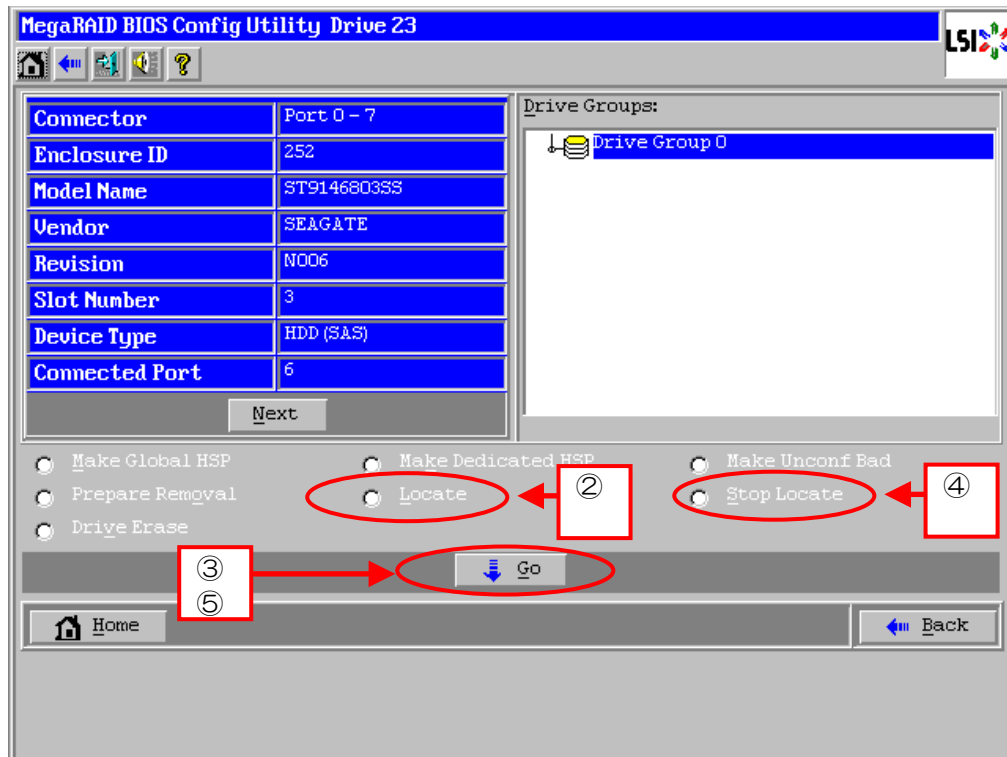 MegaRAID BIOS Config Utility Drive 23
LSI
?
Connector Port 0 – 7
Enclosure ID 252
Model Name ST9146803SS
Vendor SEAGATE
Revision N006
Slot Number 3
Device Type HDD (SAS)
Connected Port 6
Next
Drive Groups:
Drive Group 0
Make Global HSP Make Dedicated HSP Make Unconf Bad
Prepare Removal Locate ② Stop Locate ④
Drive Erase
③
⑤
Go
Home Back